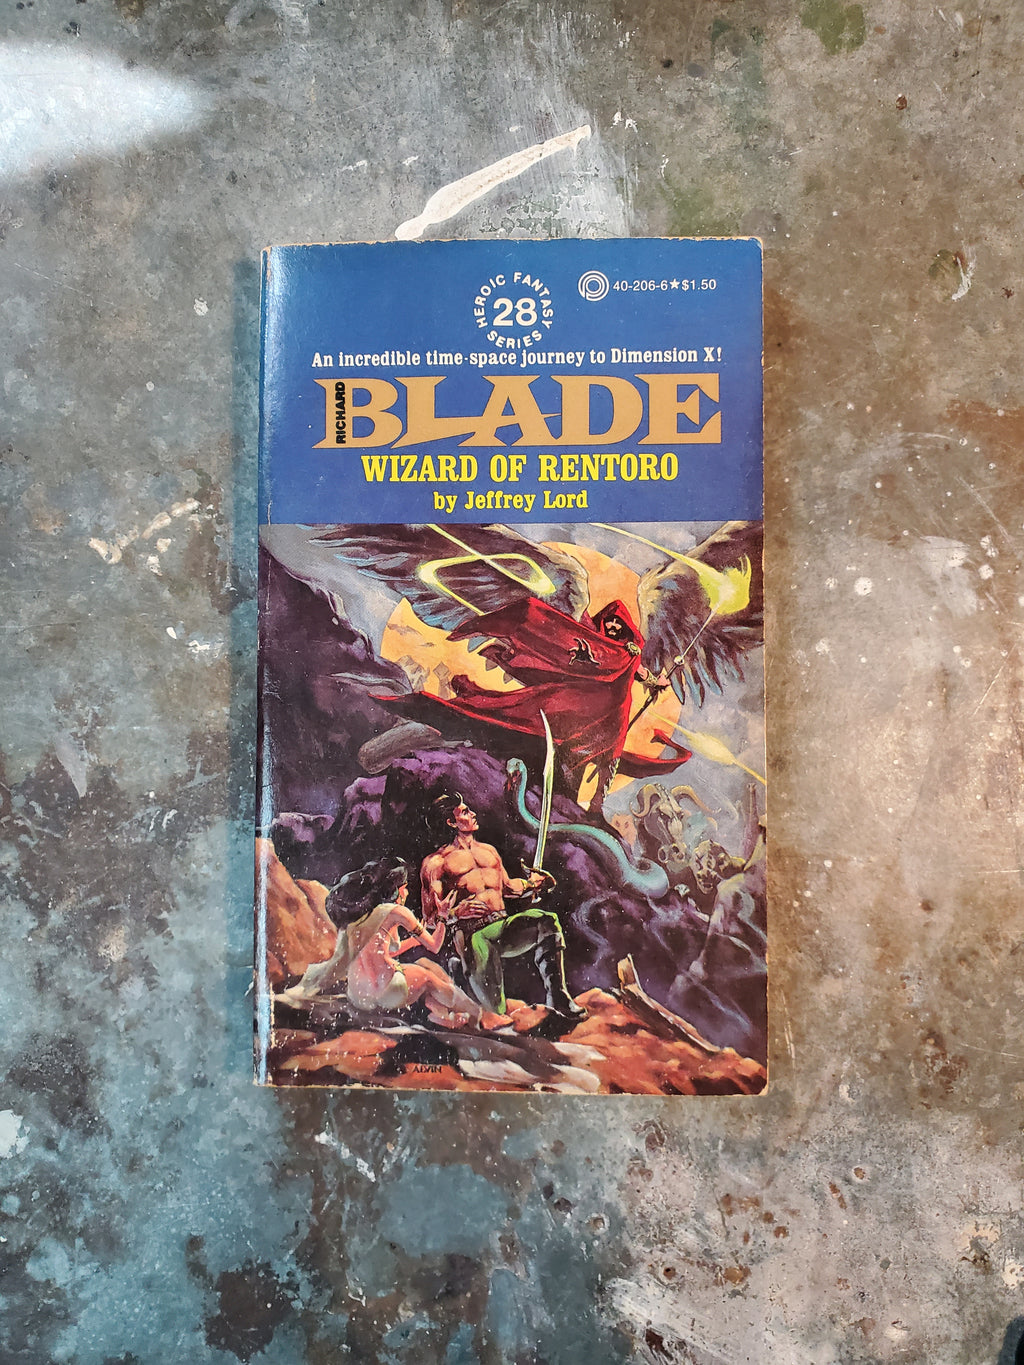 HEROIC FANTASY
28
SERIES
40-206-6★$1.50
An incredible time-space journey to Dimension X!
RICHARD
BLADE
WIZARD OF RENTORO
by Jeffrey Lord
ALVIN